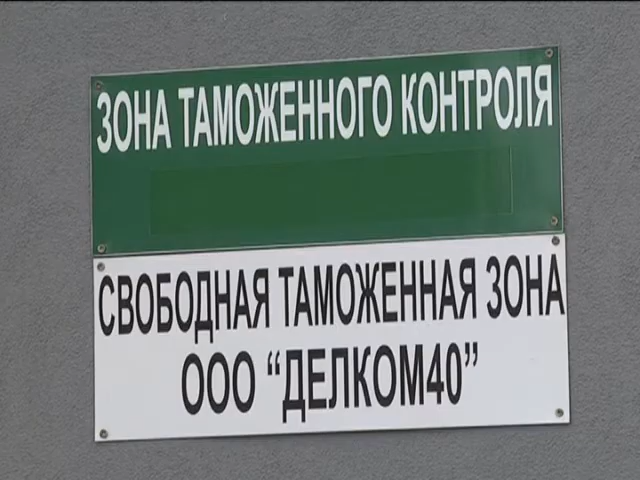 ЗОНА ТАМОЖЕННОГО КОНТРОЛЯ
СВОБОДНАЯ ТАМОЖЕННАЯ ЗОНА
ООО “ДЕЛКОМ40”